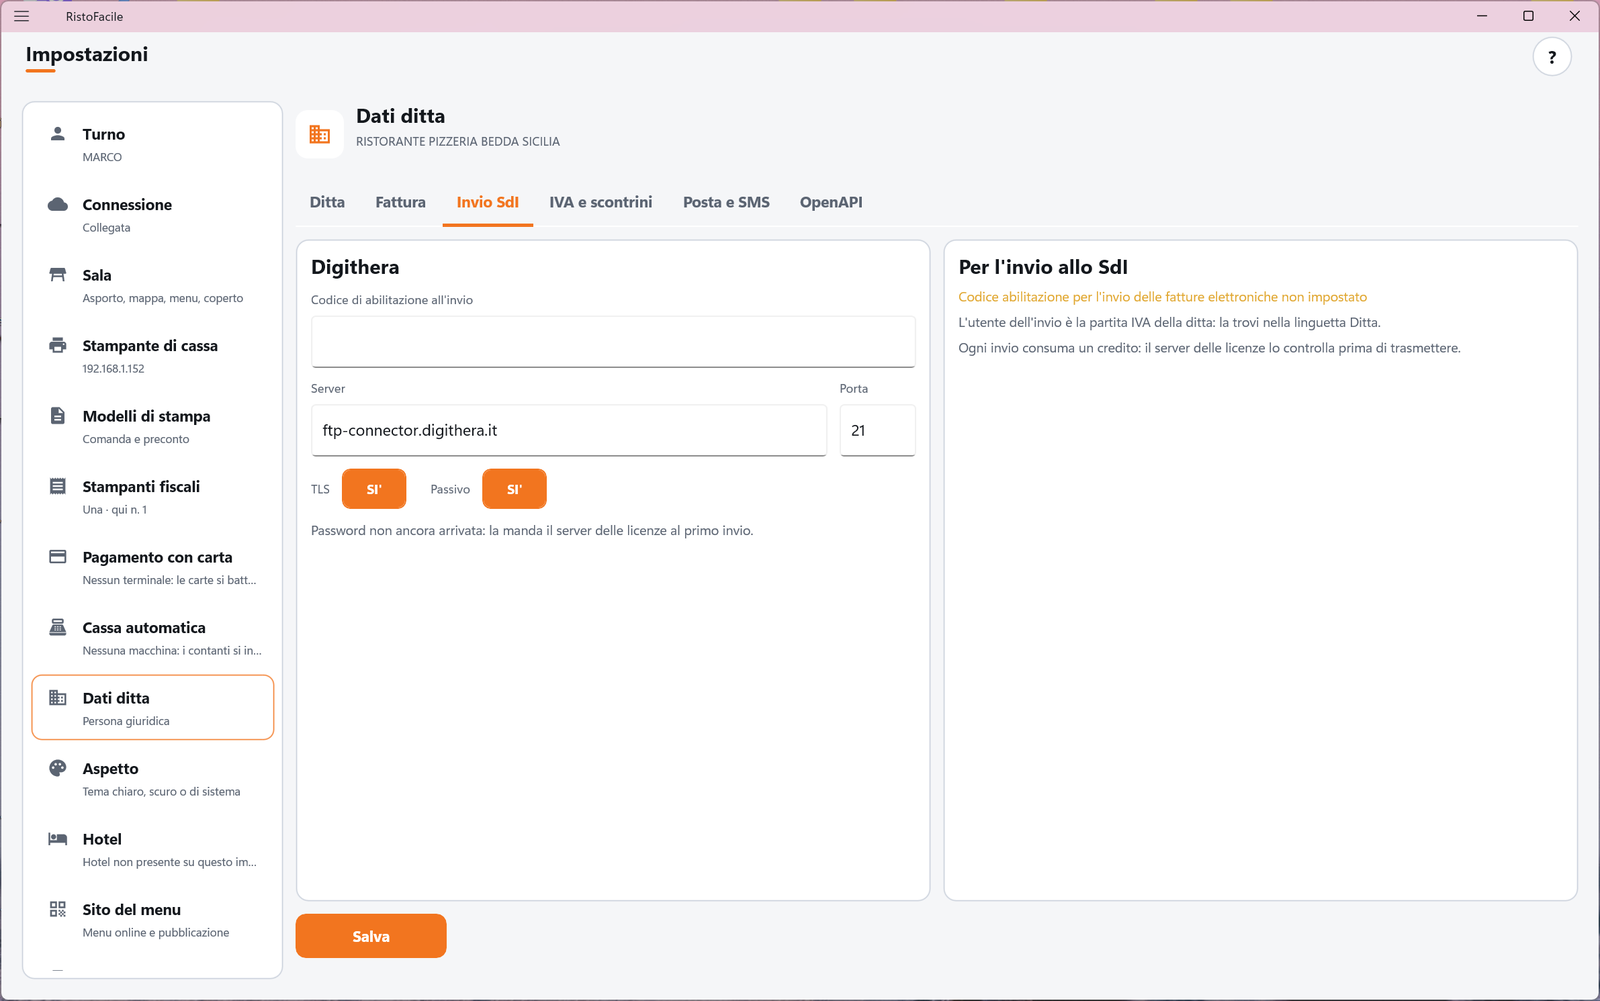 RistoFacile
Impostazioni
?
Turno
MARCO
Connessione
Collegata
Sala
Asporto, mappa, menu, coperto
Stampante di cassa
192.168.1.152
Modelli di stampa
Comanda e preconto
Stampanti fiscali
Una · qui n. 1
Pagamento con carta
Nessun terminale: le carte si batt...
Cassa automatica
Nessuna macchina: i contanti si in...
Dati ditta
Persona giuridica
Aspetto
Tema chiaro, scuro o di sistema
Hotel
Hotel non presente su questo im...
Sito del menu
Menu online e pubblicazione
Dati ditta
RISTORANTE PIZZERIA BEDDA SICILIA
Ditta Fattura Invio SdI IVA e scontrini Posta e SMS OpenAPI
Digithera
Codice di abilitazione all'invio
Server Porta
ftp-connector.digithera.it 21
TLS SI' Passivo SI'
Password non ancora arrivata: la manda il server delle licenze al primo invio.
Per l'invio allo SdI
Codice abilitazione per l'invio delle fatture elettroniche non impostato
L'utente dell'invio è la partita IVA della ditta: la trovi nella linguetta Ditta.
Ogni invio consuma un credito: il server delle licenze lo controlla prima di trasmettere.
Salva